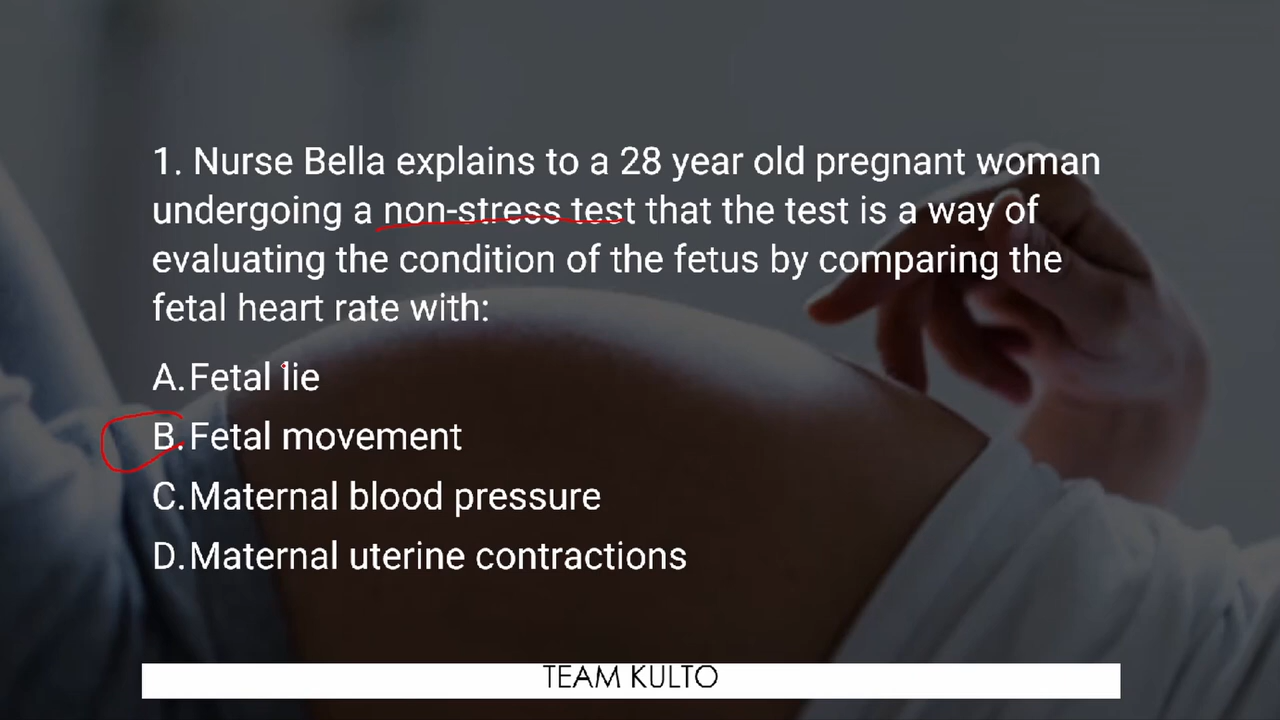 1. Nurse Bella explains to a 28 year old pregnant woman
undergoing a non-stress test that the test is a way of
evaluating the condition of the fetus by comparing the
fetal heart rate with:
A. Fetal lie
B. Fetal movement
C. Maternal blood pressure
D. Maternal uterine contractions
TEAM KULTO